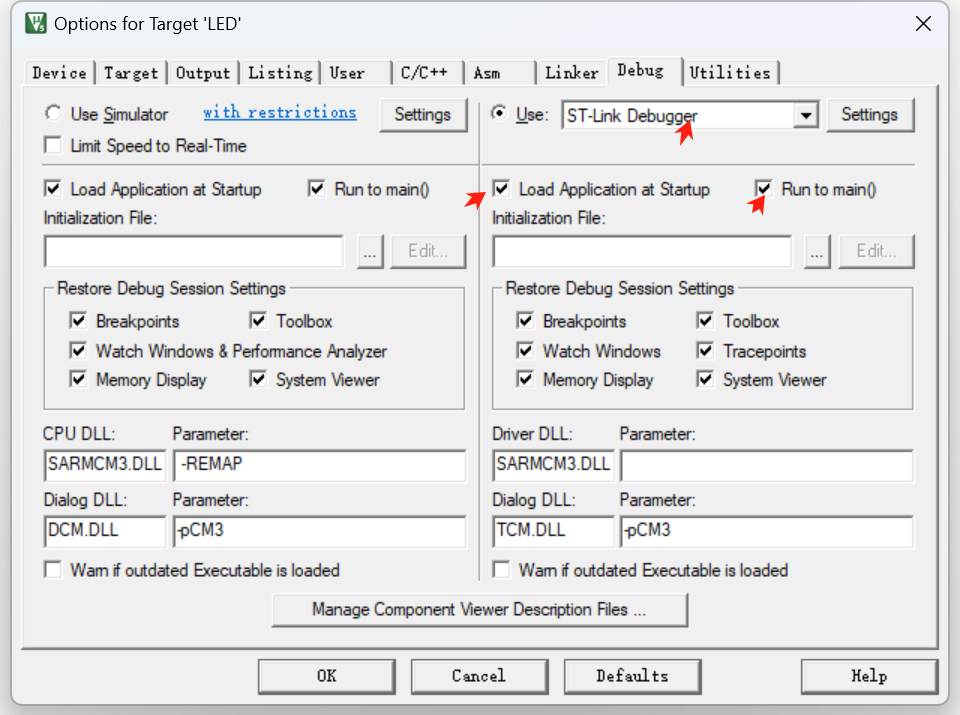 Options for Target 'LED'
Device Target Output Listing User C/C++ Asm Linker Debug Utilities
Use Simulator with restrictions Settings
Limit Speed to Real-Time
Load Application at Startup Run to main()
Initialization File:
... Edit...
Restore Debug Session Settings
Breakpoints Toolbox
Watch Windows & Performance Analyzer
Memory Display System Viewer
CPU DLL: Parameter:
SARMCM3.DLL -REMAP
Dialog DLL: Parameter:
DCM.DLL -pCM3
Warn if outdated Executable is loaded
Use: ST-Link Debugger Settings
Load Application at Startup Run to main()
Initialization File:
... Edit...
Restore Debug Session Settings
Breakpoints Toolbox
Watch Windows Tracepoints
Memory Display System Viewer
Driver DLL: Parameter:
SARMCM3.DLL
Dialog DLL: Parameter:
TCM.DLL -pCM3
Warn if outdated Executable is loaded
Manage Component Viewer Description Files ...
OK Cancel Defaults Help